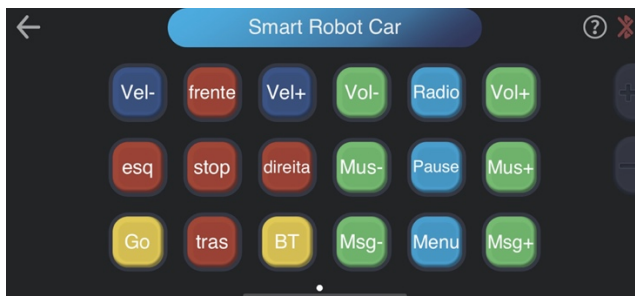 Smart Robot Car
Vel- frente Vel+ Vol- Radio Vol+
esq stop direita Mus- Pause Mus+
Go tras BT Msg- Menu Msg+